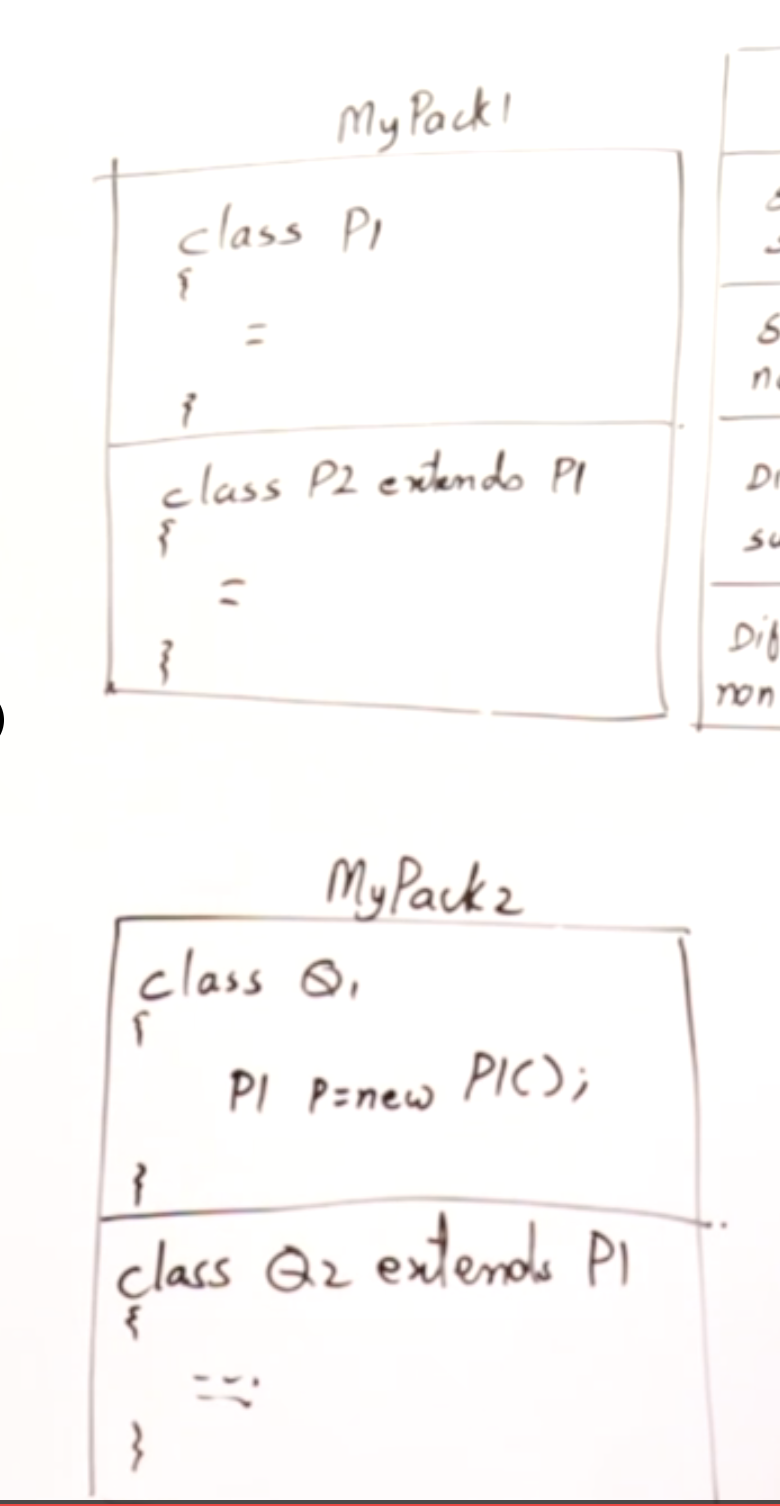 MyPack1
class P1
{
=
}
class P2 extends P1
{
=
}
Di
su
Dif
non
MyPack2
class Q1
{
P1 P=new P1();
}
class Q2 extends P1
{
}